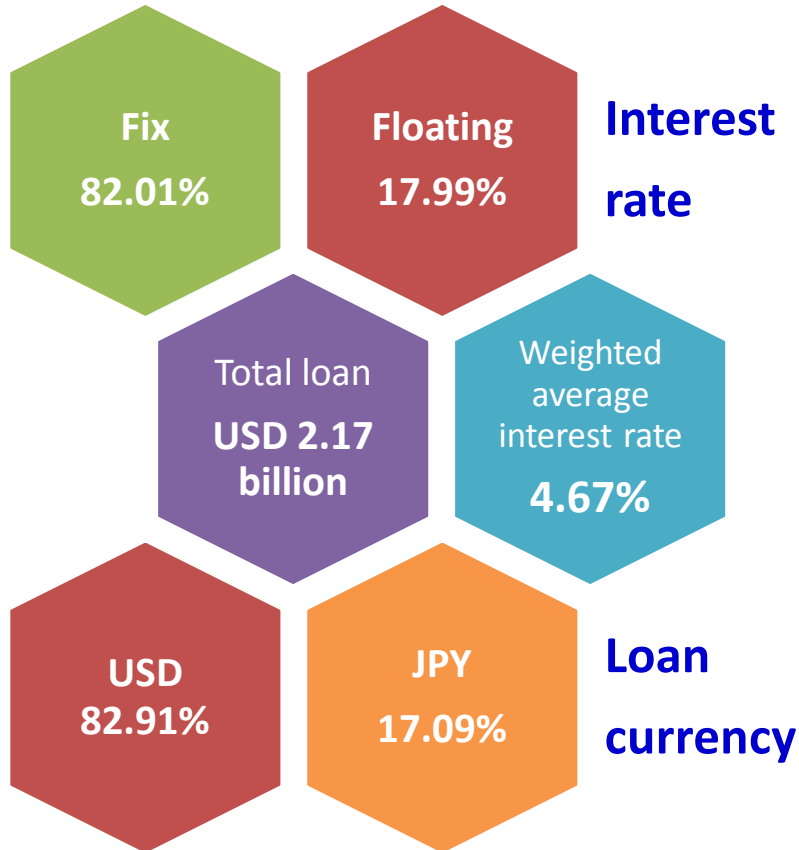 Fix
82.01%
Floating
17.99%
Interest
rate
Total loan
USD 2.17
billion
Weighted
average
interest rate
4.67%
USD
82.91%
JPY
17.09%
Loan
currency